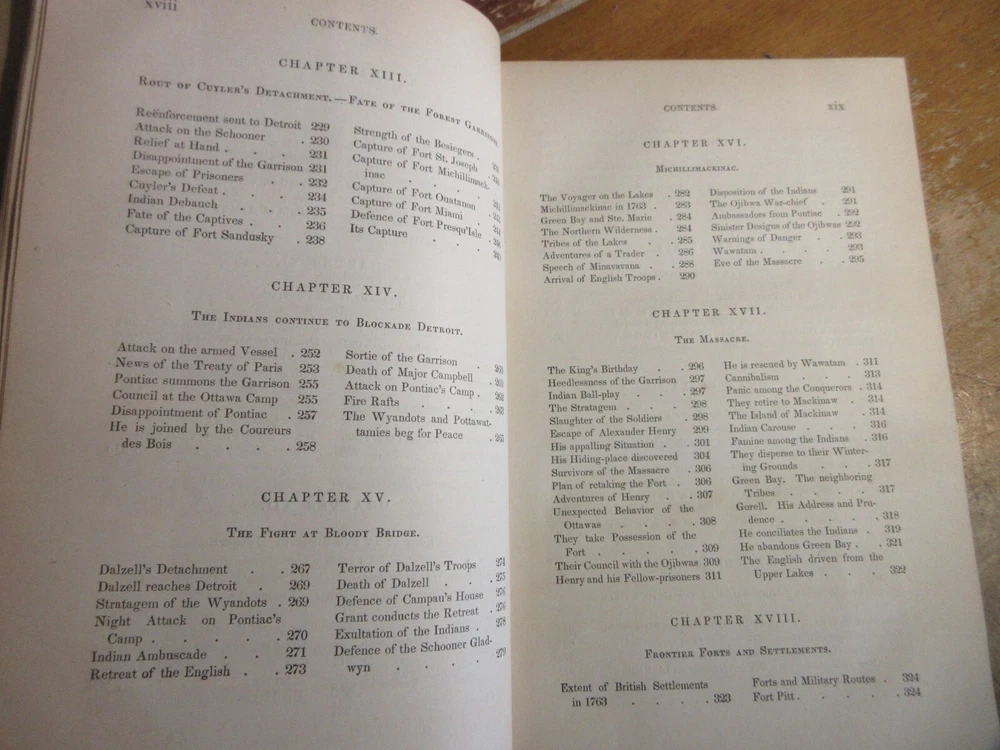 xviii
CONTENTS.
CHAPTER XIII.
ROUT OF CUYLER'S DETACHMENT.—FATE OF THE FOREST GARRISONS.
Reënforcement sent to Detroit 229
Attack on the Schooner . 230
Relief at Hand . . . 231
Disappointment of the Garrison 231
Escape of Prisoners . . 232
Cuyler's Defeat . . . 234
Indian Debauch . . . 235
Fate of the Captives . . 236
Capture of Fort Sandusky . 238
Strength of the Besiegers .
Capture of Fort St. Joseph .
Capture of Fort Michillimack-
inac . . . .
Capture of Fort Ouatanon .
Capture of Fort Miami .
Defence of Fort Presqu'Isle .
Its Capture . . .
CHAPTER XIV.
THE INDIANS CONTINUE TO BLOCKADE DETROIT.
Attack on the armed Vessel . 252
News of the Treaty of Paris 253
Pontiac summons the Garrison 255
Council at the Ottawa Camp 255
Disappointment of Pontiac . 257
He is joined by the Coureurs
des Bois . . . . 258
Sortie of the Garrison .
Death of Major Campbell .
Attack on Pontiac's Camp .
Fire Rafts . . . .
The Wyandots and Pottawat-
tamies beg for Peace . 265
CHAPTER XV.
THE FIGHT AT BLOODY BRIDGE.
Dalzell's Detachment . . 267
Dalzell reaches Detroit . 269
Stratagem of the Wyandots . 269
Night Attack on Pontiac's
Camp . . . . . 270
Indian Ambuscade . . 271
Retreat of the English . . 273
Terror of Dalzell's Troops 274
Death of Dalzell . . . 275
Defence of Campau's House 276
Grant conducts the Retreat . 276
Exultation of the Indians . 278
Defence of the Schooner Glad-
wyn . . . . 279
CONTENTS. xix
CHAPTER XVI.
MICHILLIMACKINAC.
The Voyager on the Lakes . 282
Michillimackinac in 1763 . 283
Green Bay and Ste. Marie . 284
The Northern Wilderness . 284
Tribes of the Lakes . . 285
Adventures of a Trader . 286
Speech of Minavavana . . 288
Arrival of English Troops . 290
Disposition of the Indians . 291
The Ojibwa War-chief . . 291
Ambassadors from Pontiac . 292
Sinister Designs of the Ojibwas 292
Warnings of Danger . . 293
Wawatam . . . . 293
Eve of the Massacre . . 295
CHAPTER XVII.
THE MASSACRE.
The King's Birthday . . 296
Heedlessness of the Garrison 297
Indian Ball-play . . . 297
The Stratagem . . . 298
Slaughter of the Soldiers . 298
Escape of Alexander Henry 299
His appalling Situation . . 301
His Hiding-place discovered 304
Survivors of the Massacre . 306
Plan of retaking the Fort . 306
Adventures of Henry . . 307
Unexpected Behavior of the
Ottawas . . . . 308
They take Possession of the
Fort . . . . . 309
Their Council with the Ojibwas 309
Henry and his Fellow-prisoners 311
He is rescued by Wawatam . 311
Cannibalism . . . 313
Panic among the Conquerors . 314
They retire to Mackinaw . 314
The Island of Mackinaw . 314
Indian Carouse . . . 316
Famine among the Indians . 316
They disperse to their Winter-
ing Grounds . . . 317
Green Bay. The neighboring
Tribes . . . . 317
Gorell. His Address and Pru-
dence . . . . . 318
He conciliates the Indians . 319
He abandons Green Bay . . 321
The English driven from the
Upper Lakes . . . 322
CHAPTER XVIII.
FRONTIER FORTS AND SETTLEMENTS.
Extent of British Settlements
in 1763 . . . . 323
Forts and Military Routes . 324
Fort Pitt . . . . 324